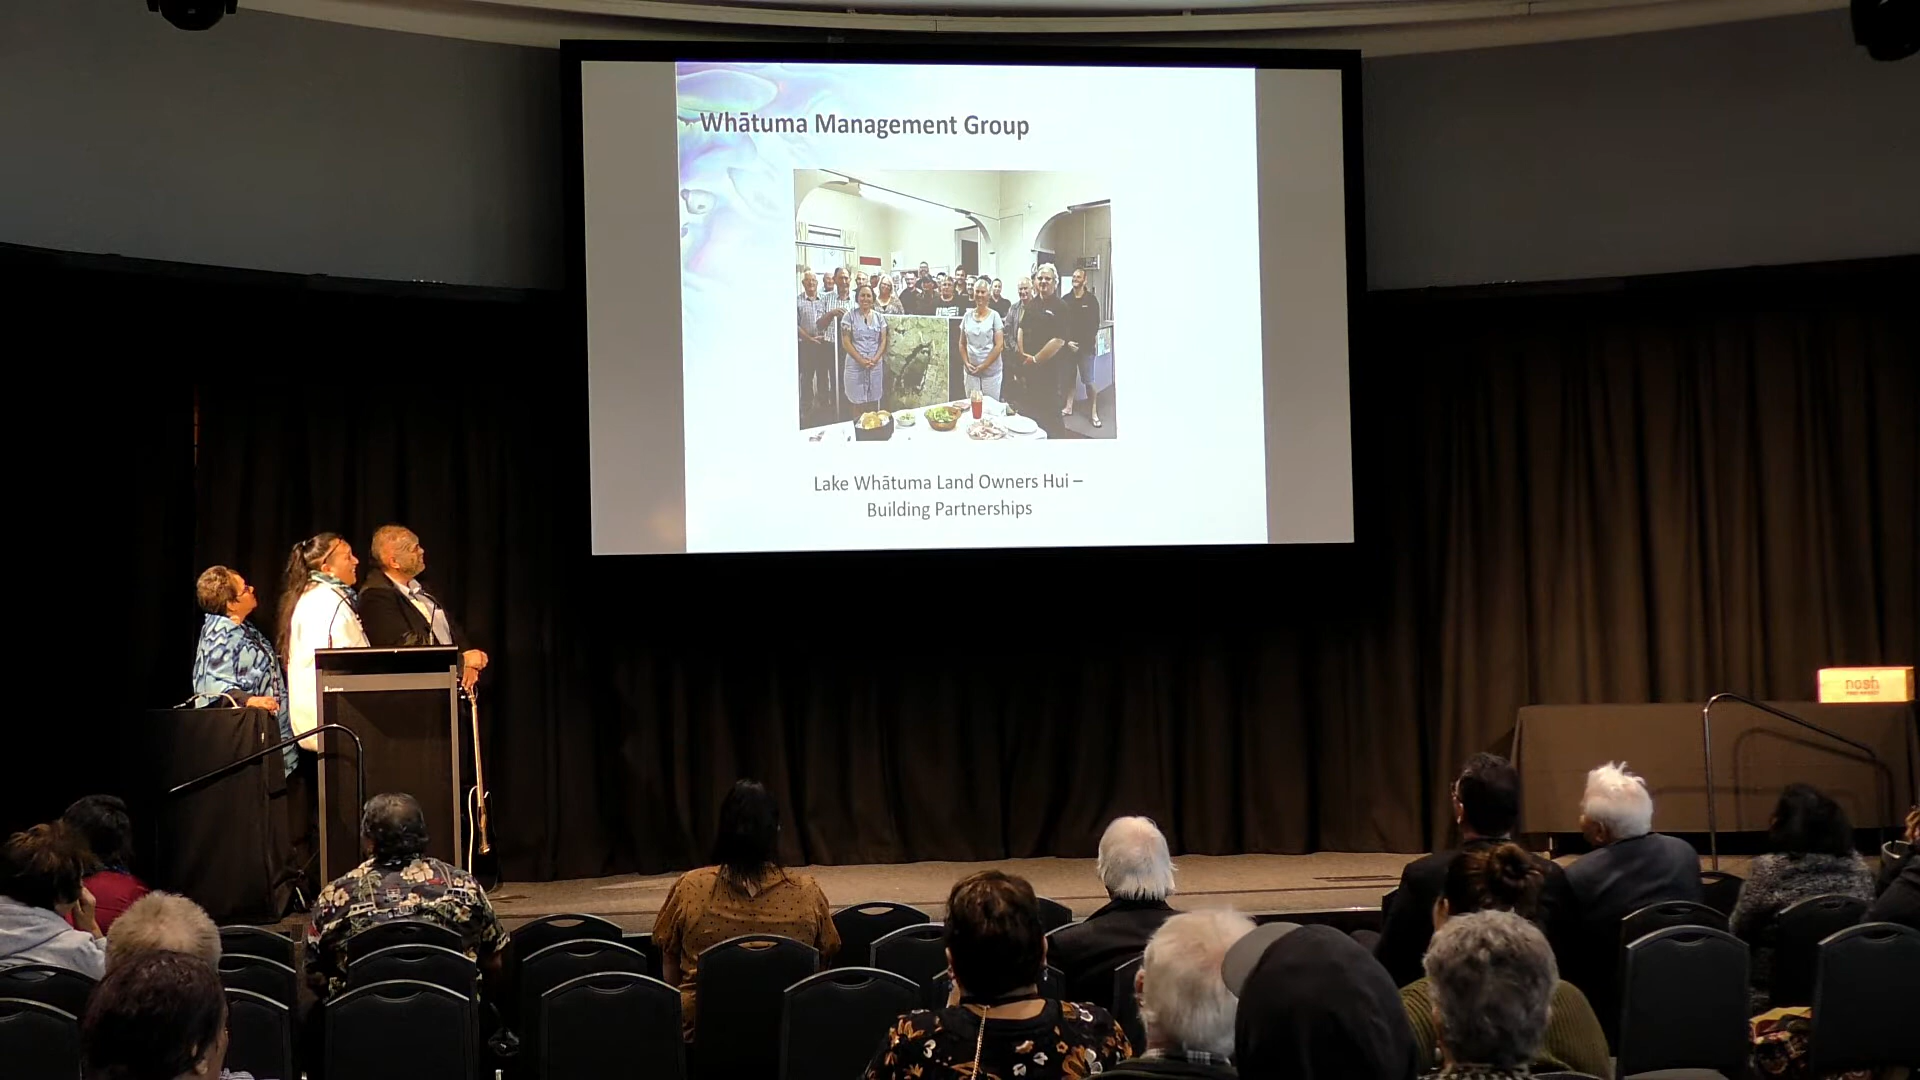 Whātuma Management Group
Lake Whātuma Land Owners Hui –
Building Partnerships
nosh